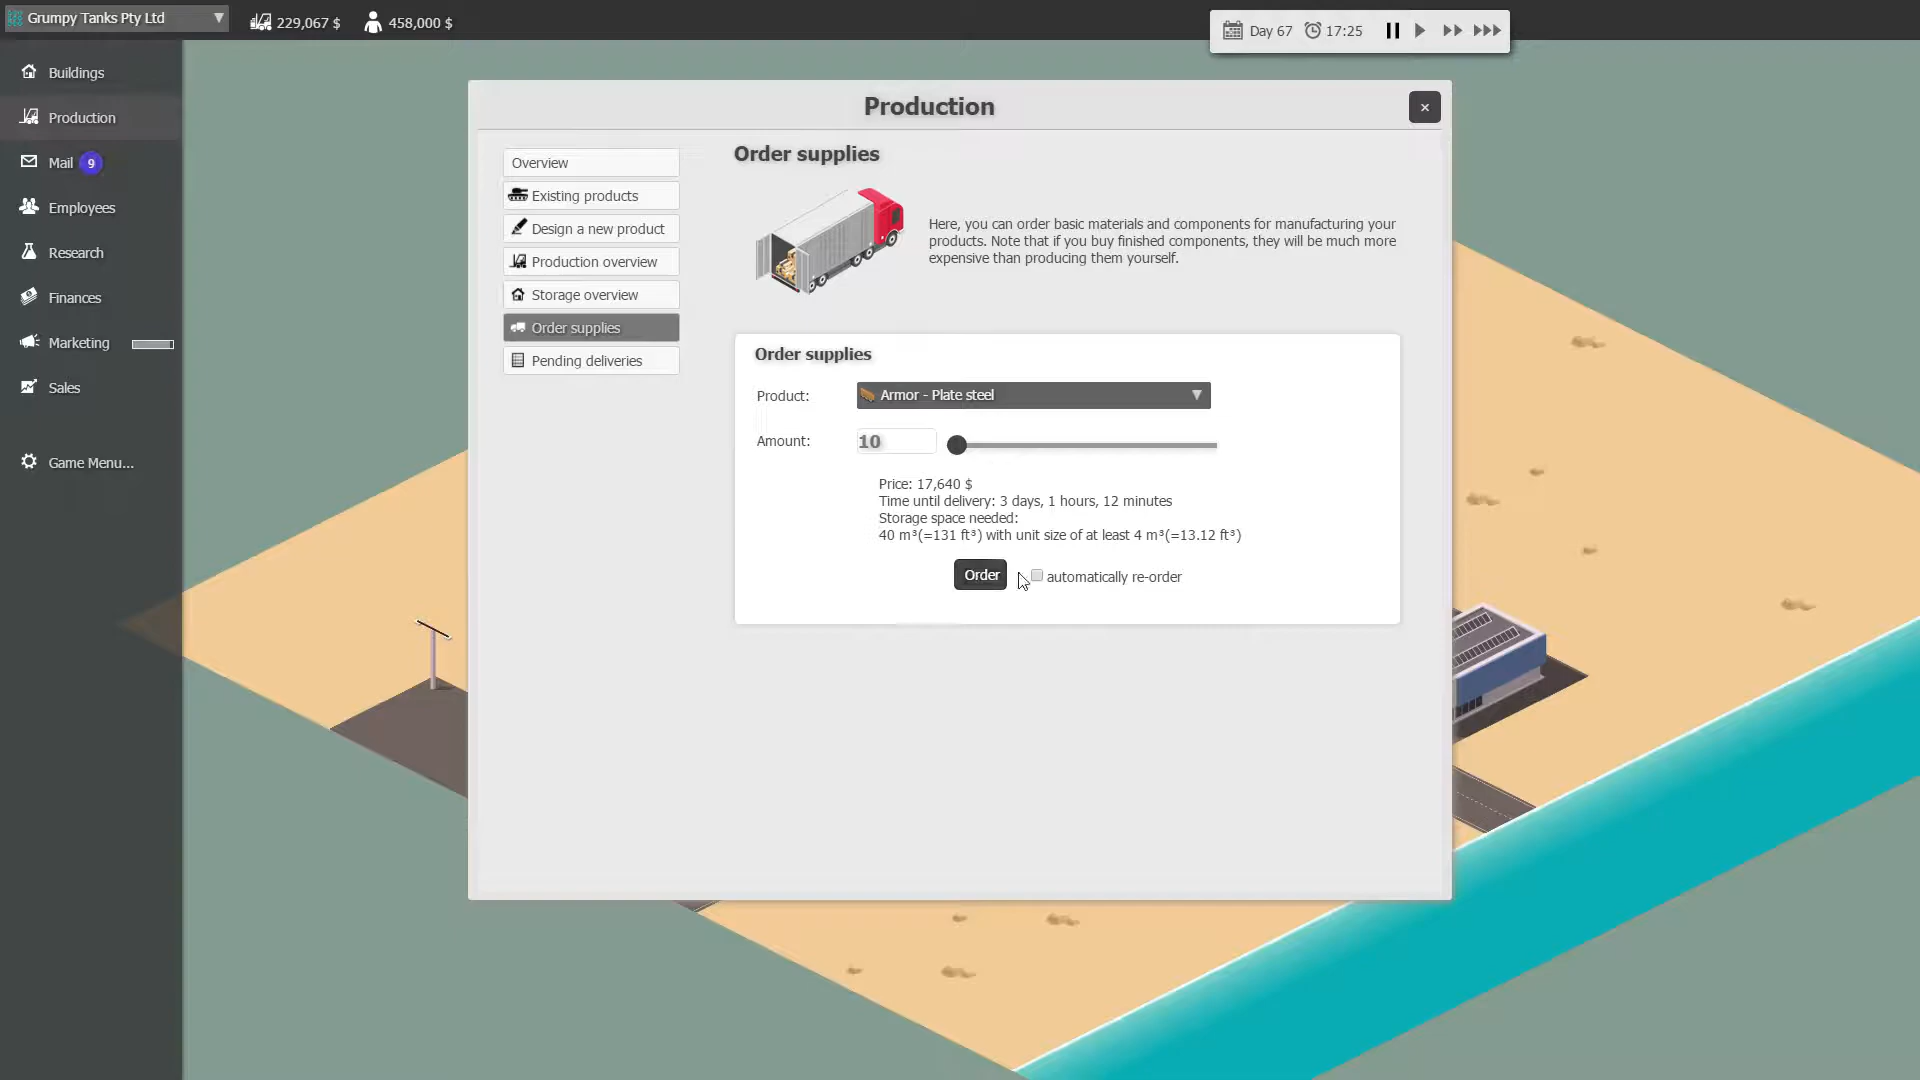 Grumpy Tanks Pty Ltd
229,067 $
458,000 $
Day 67
17:25
Buildings
Production
Mail 9
Employees
Research
Finances
Marketing
Sales
Game Menu...
Production
×
Overview
Existing products
Design a new product
Production overview
Storage overview
Order supplies
Pending deliveries
Order supplies
Here, you can order basic materials and components for manufacturing your
products. Note that if you buy finished components, they will be much more
expensive than producing them yourself.
Order supplies
Product:
Armor - Plate steel
Amount:
10
Price: 17,640 $
Time until delivery: 3 days, 1 hours, 12 minutes
Storage space needed:
40 m³(=131 ft³) with unit size of at least 4 m³(=13.12 ft³)
Order
automatically re-order